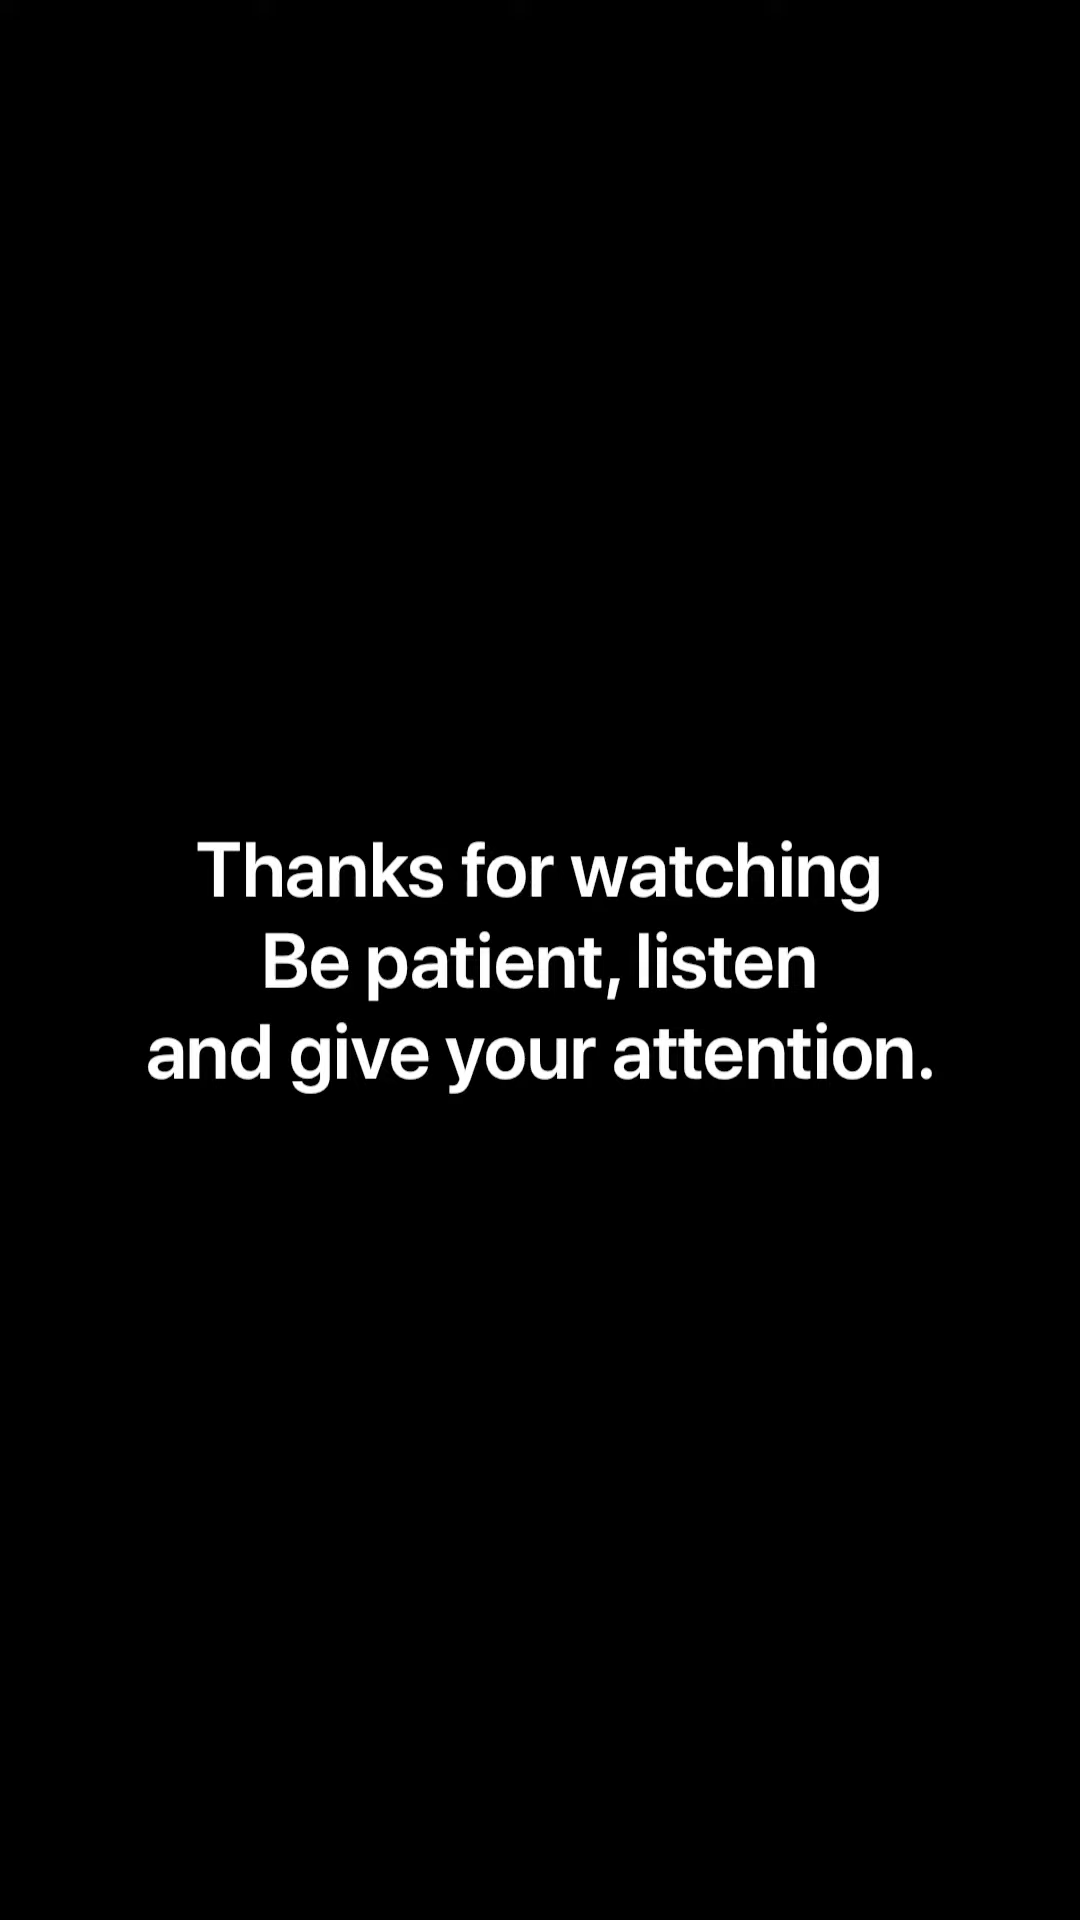 Thanks for watching
Be patient, listen
and give your attention.